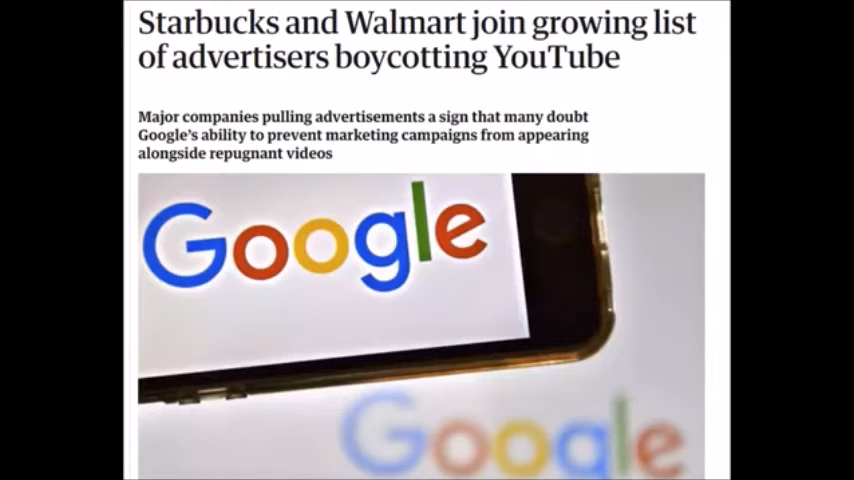 Starbucks and Walmart join growing list
of advertisers boycotting YouTube
Major companies pulling advertisements a sign that many doubt
Google's ability to prevent marketing campaigns from appearing
alongside repugnant videos
Google
Google